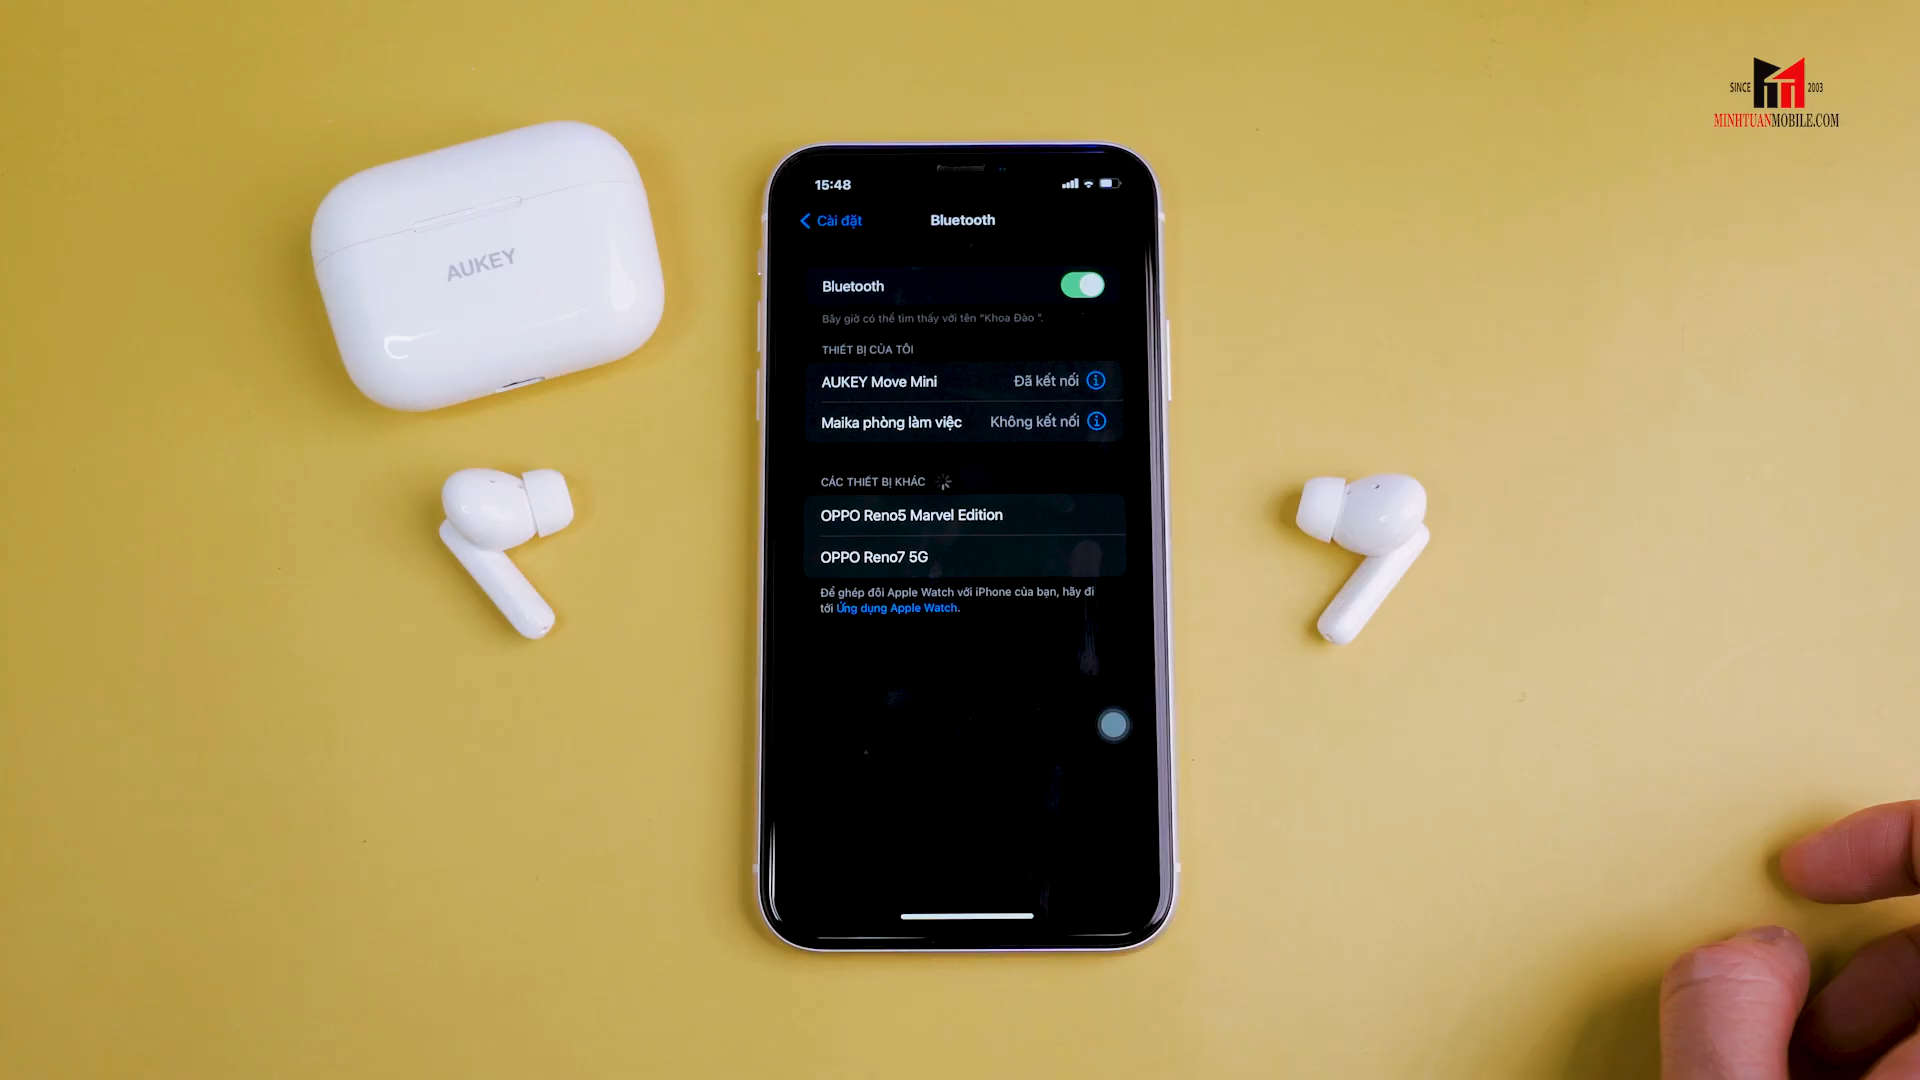 SINCE 2003
MINHTUANMOBILE.COM
AUKEY
15:48
Cài đặt
Bluetooth
Bluetooth
Bây giờ có thể tìm thấy với tên "Khoa Đào ".
THIẾT BỊ CỦA TÔI
AUKEY Move Mini Đã kết nối
Maika phòng làm việc Không kết nối
CÁC THIẾT BỊ KHÁC
OPPO Reno5 Marvel Edition
OPPO Reno7 5G
Để ghép đôi Apple Watch với iPhone của bạn, hãy đi
tới Ứng dụng Apple Watch.